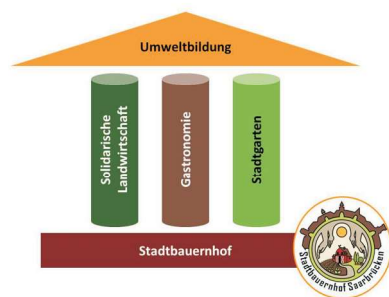 Umweltbildung
Solidarische
Landwirtschaft
Gastronomie
Stadtgarten
Stadtbauernhof
Stadtbauernhof Saarbrücken